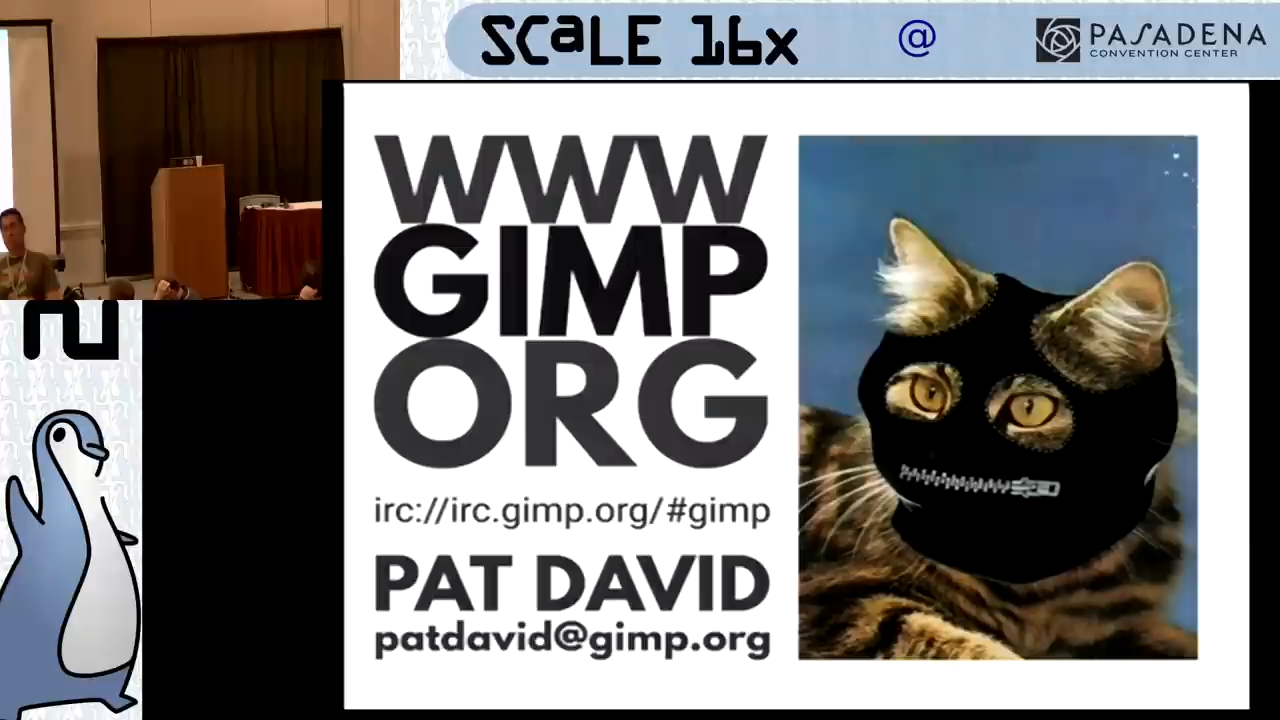 SCaLE 16x @ PASADENA
CONVENTION CENTER
WWW
GIMP
ORG
irc://irc.gimp.org/#gimp
PAT DAVID
patdavid@gimp.org